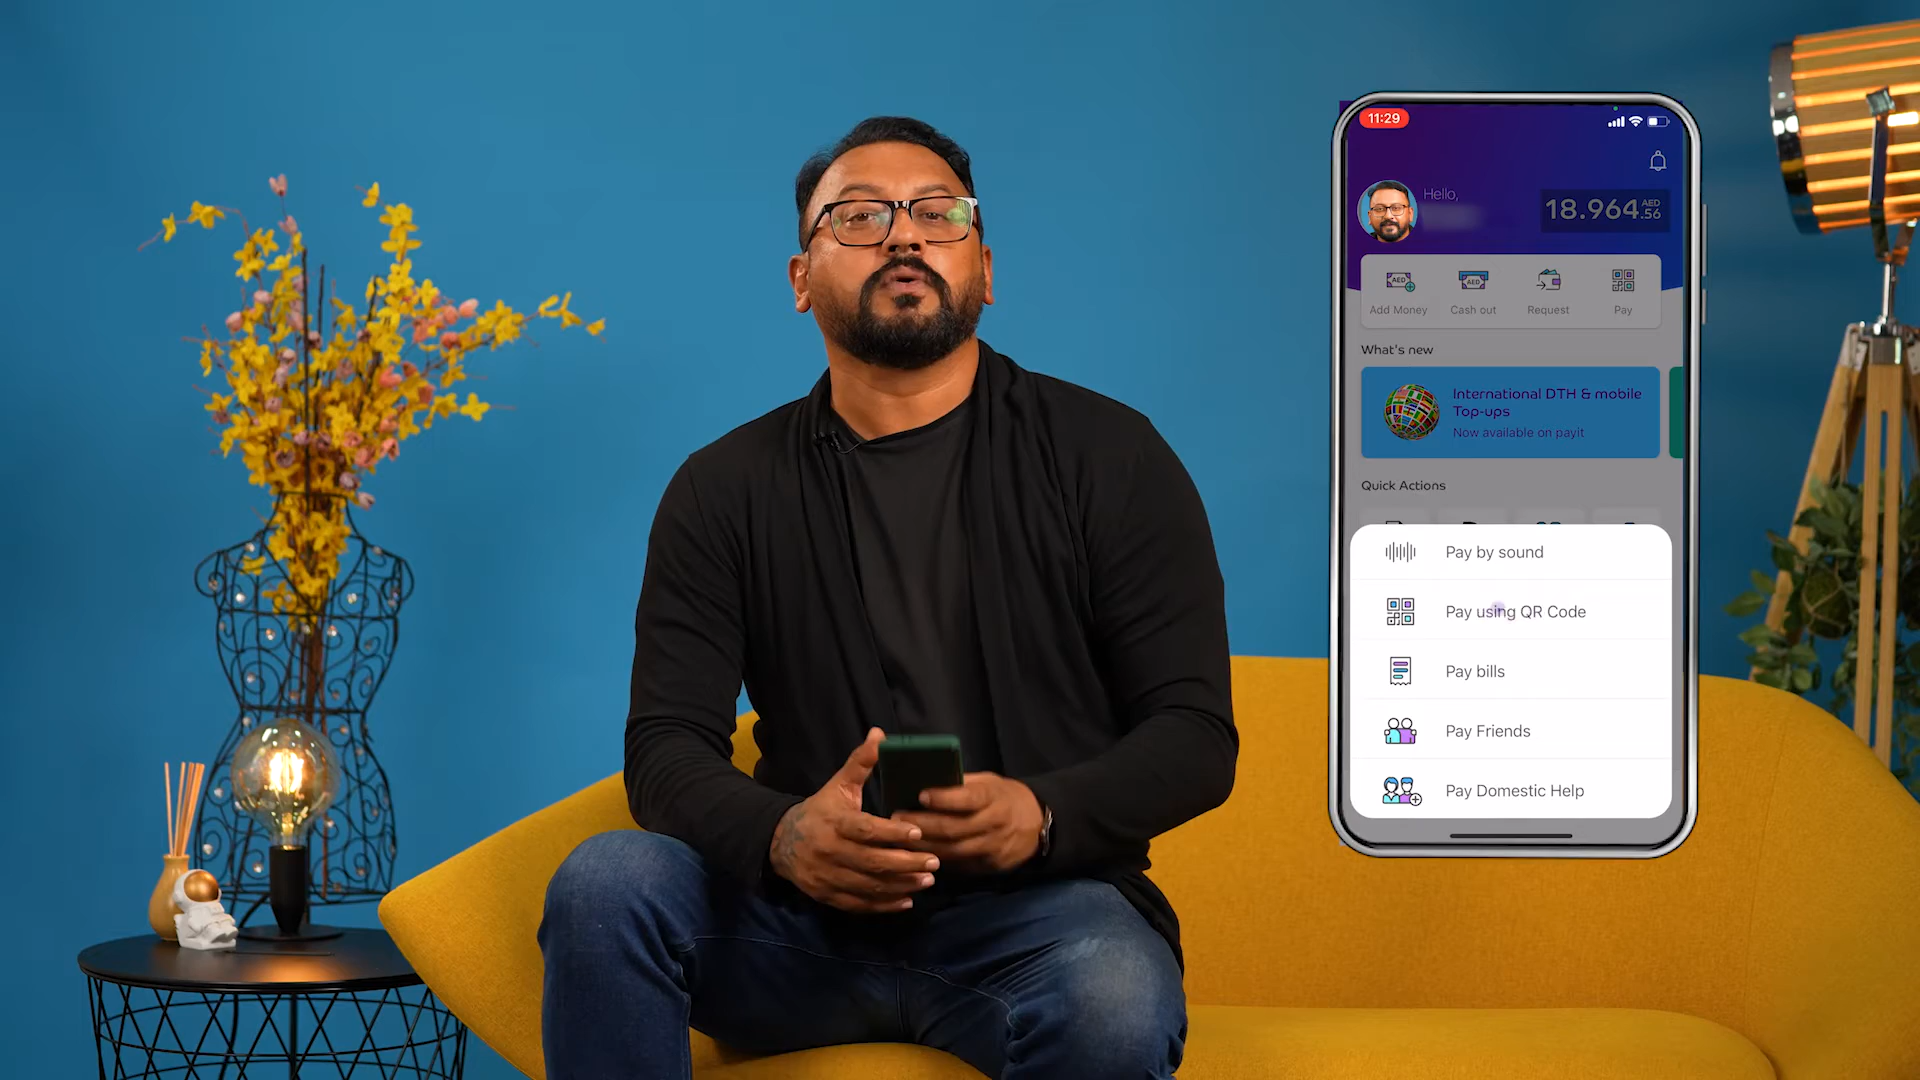 11:29
Hello,
18.964 AED .56
AED
AED
Add Money
Cash out
Request
Pay
What's new
International DTH & mobile
Top-ups
Now available on payit
Quick Actions
Pay by sound
Pay using QR Code
Pay bills
Pay Friends
Pay Domestic Help